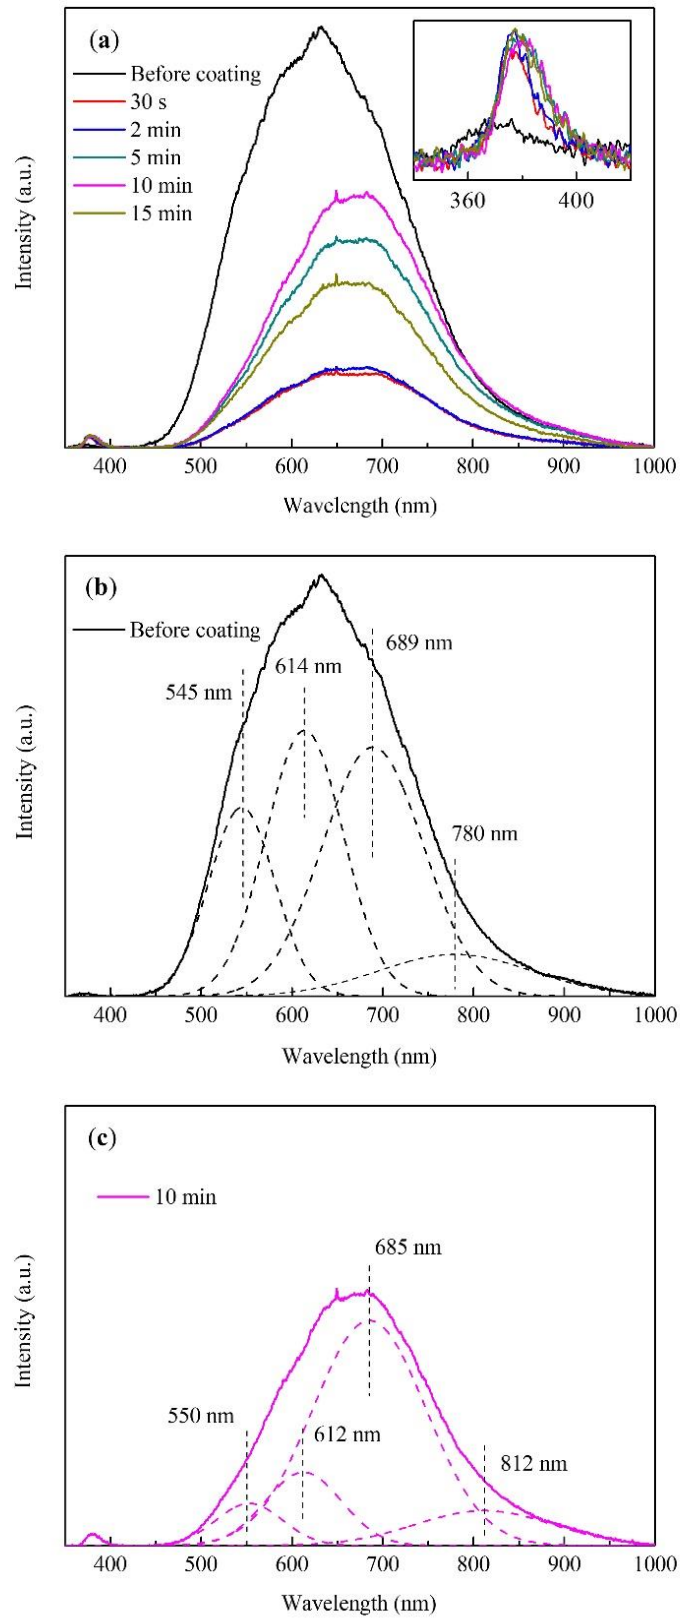 (a)
Before coating
30 s
2 min
5 min
10 min
15 min
360 400
Intensity (a.u.)
400 500 600 700 800 900 1000
Wavelength (nm)
(b)
Before coating
689 nm
614 nm
545 nm
780 nm
Intensity (a.u.)
400 500 600 700 800 900 1000
Wavelength (nm)
(c)
10 min
685 nm
550 nm
612 nm
812 nm
Intensity (a.u.)
400 500 600 700 800 900 1000
Wavelength (nm)